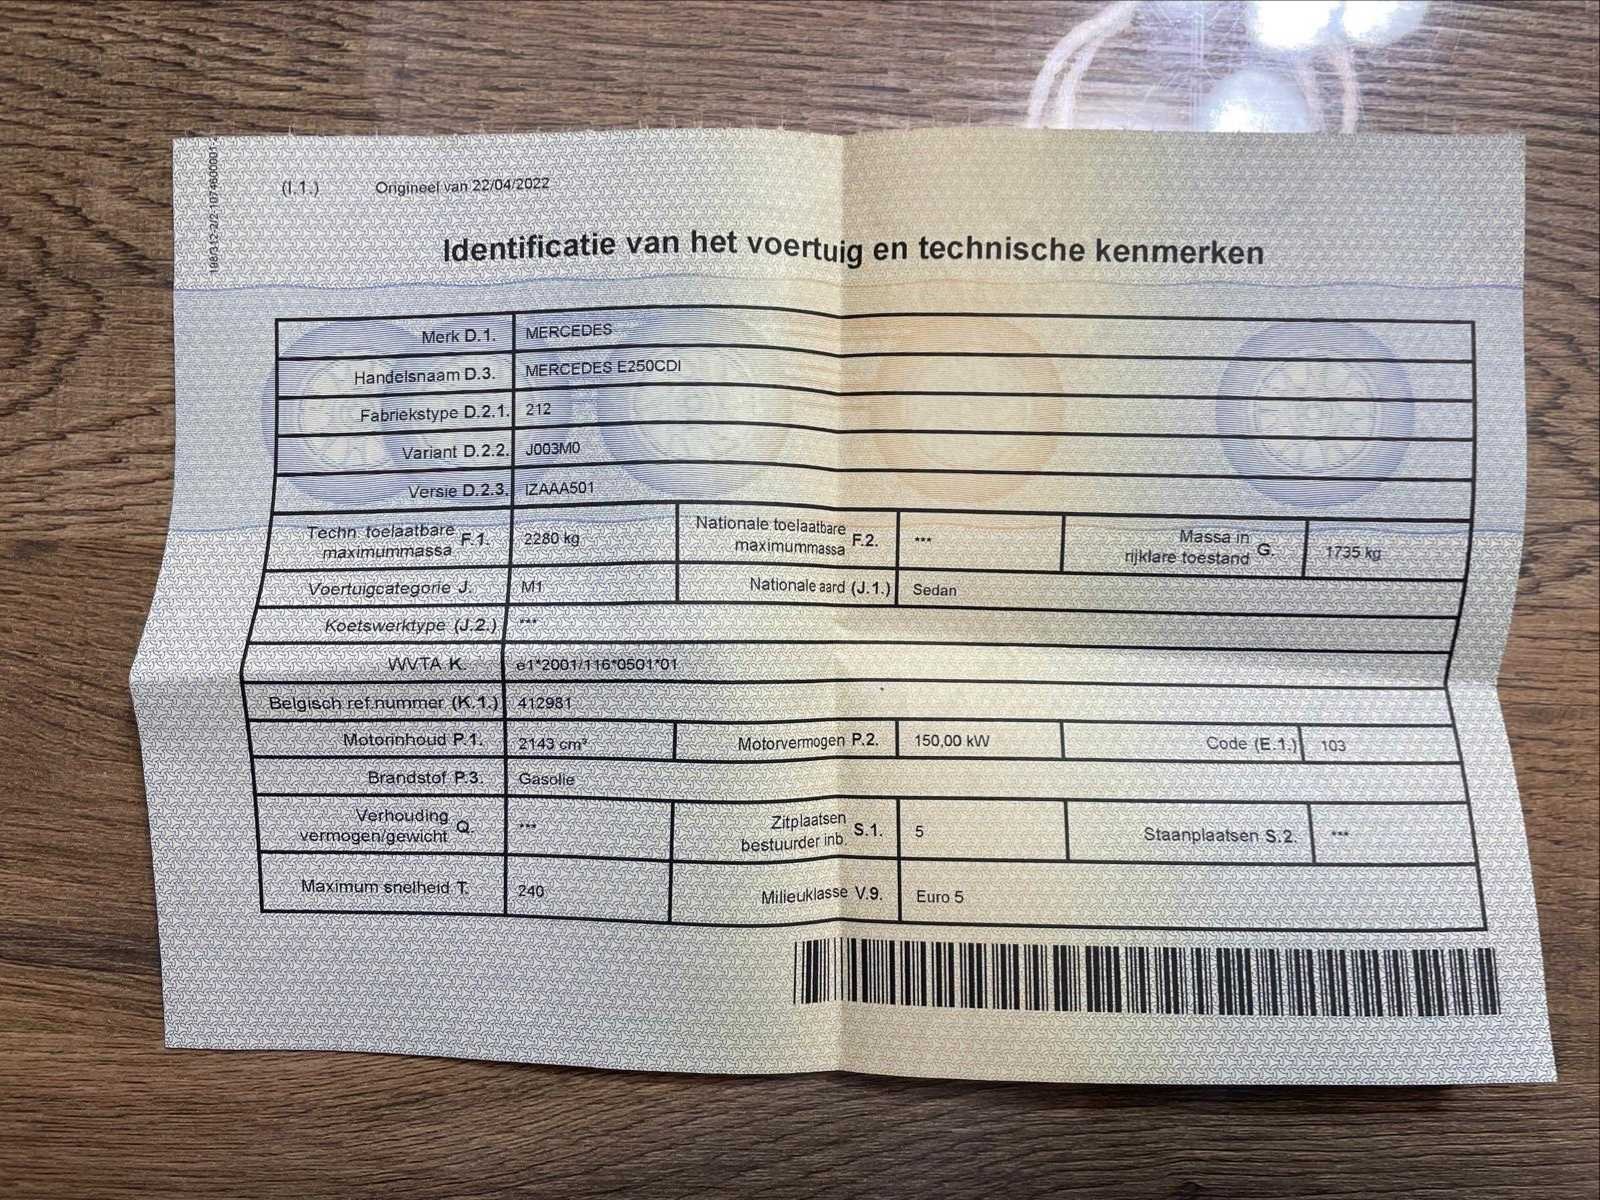 (I.1.) Origineel van 22/04/2022
Identificatie van het voertuig en technische kenmerken
Merk D.1. MERCEDES
Handelsnaam D.3. MERCEDES E250CDI
Fabriekstype D.2.1. 212
Variant D.2.2. J003M0
Versie D.2.3. IZAAA501
Techn. toelaatbare maximummassa F.1. 2280 kg Nationale toelaatbare maximummassa F.2. *** Massa in rijklare toestand G. 1735 kg
Voertuigcategorie J. M1 Nationale aard (J.1.) Sedan
Koetswerktype (J.2.) ***
WVTA K. e1*2001/116*0501*01
Belgisch ref.nummer (K.1.) 412981
Motorinhoud P.1. 2143 cm³ Motorvermogen P.2. 150,00 kW Code (E.1.) 103
Brandstof P.3. Gasolie
Verhouding vermogen/gewicht Q. *** Zitplaatsen bestuurder inb. S.1. 5 Staanplaatsen S.2. ***
Maximum snelheid T. 240 Milieuklasse V.9. Euro 5